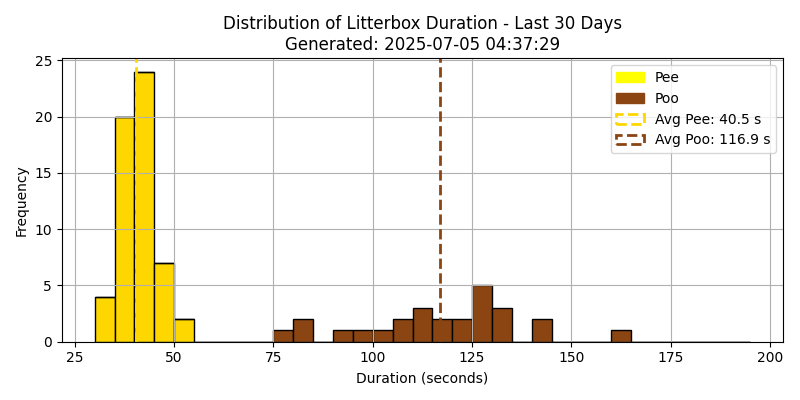 Distribution of Litterbox Duration - Last 30 Days
Generated: 2025-07-05 04:37:29
Pee
Poo
Avg Pee: 40.5 s
Avg Poo: 116.9 s
Frequency
25
20
15
10
5
0
25 50 75 100 125 150 175 200
Duration (seconds)